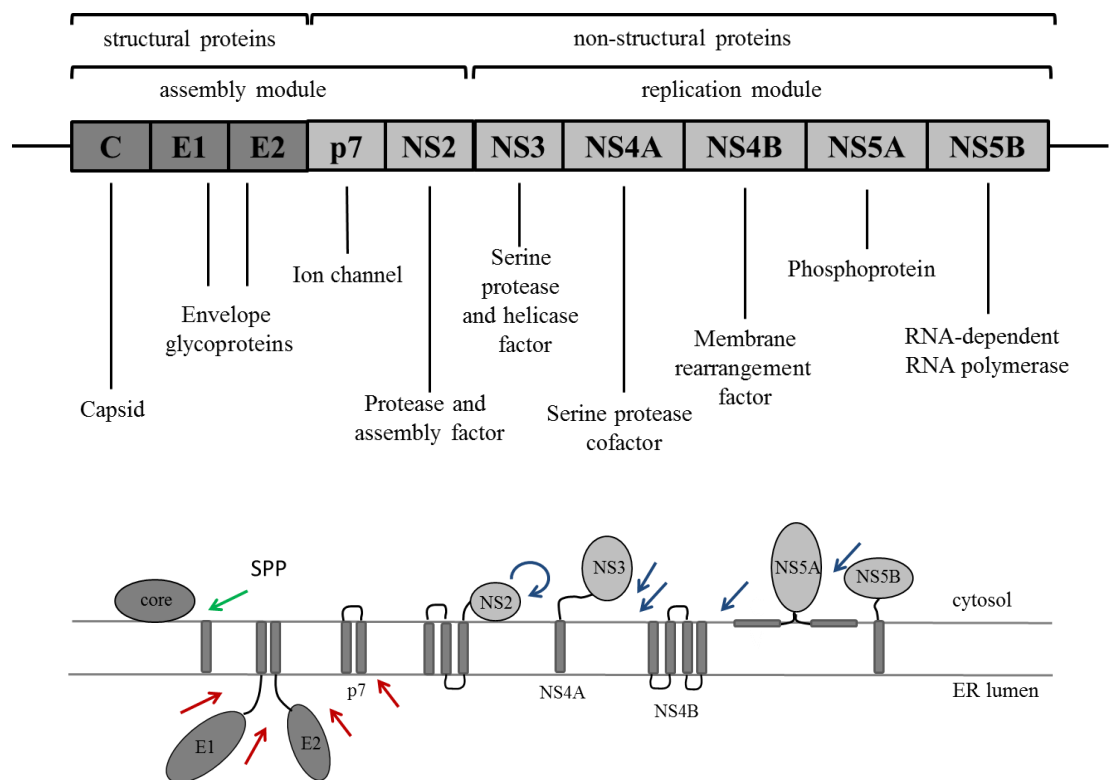 structural proteins
non-structural proteins
assembly module
replication module
C
E1
E2
p7
NS2
NS3
NS4A
NS4B
NS5A
NS5B
Capsid
Envelope
glycoproteins
Ion channel
Protease and
assembly factor
Serine
protease
and helicase
factor
Serine protease
cofactor
Membrane
rearrangement
factor
Phosphoprotein
RNA-dependent
RNA polymerase
core
SPP
E1
E2
p7
NS2
NS3
NS4A
NS4B
NS5A
NS5B
cytosol
ER lumen